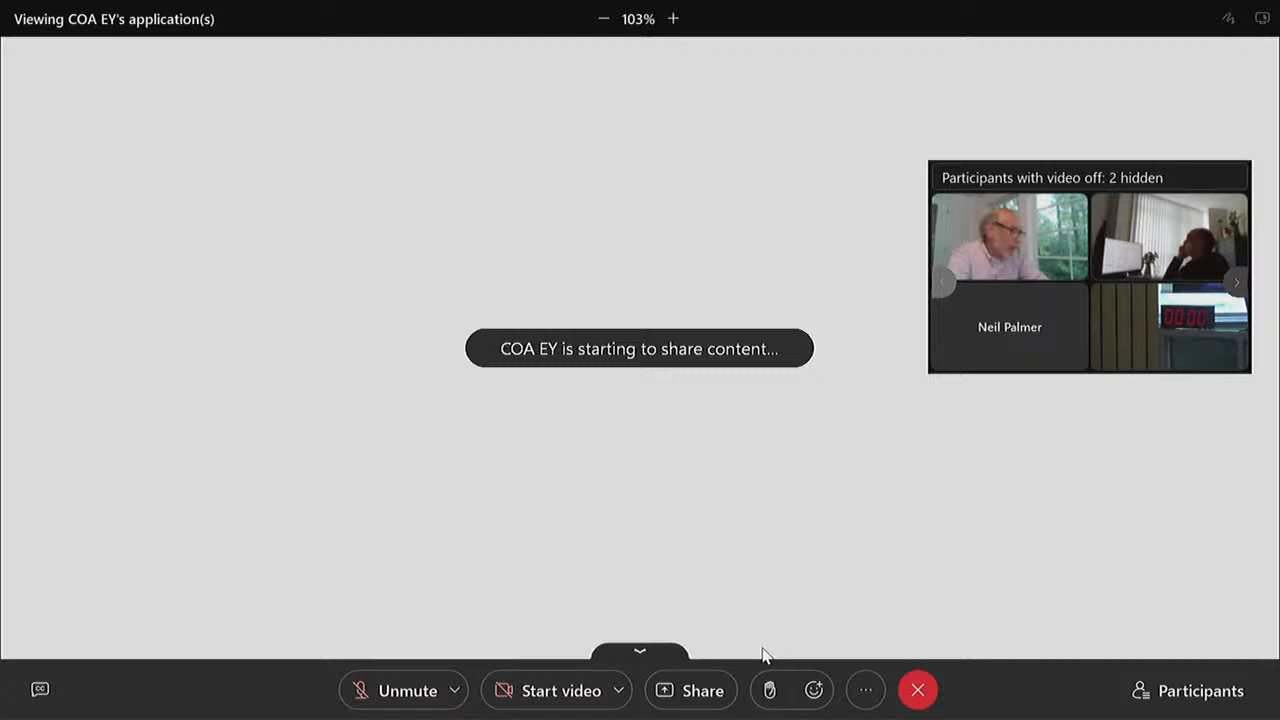 Viewing COA EY's application(s)
103%
Participants with video off: 2 hidden
Neil Palmer
00:00
COA EY is starting to share content...
Unmute
Start video
Share
Participants